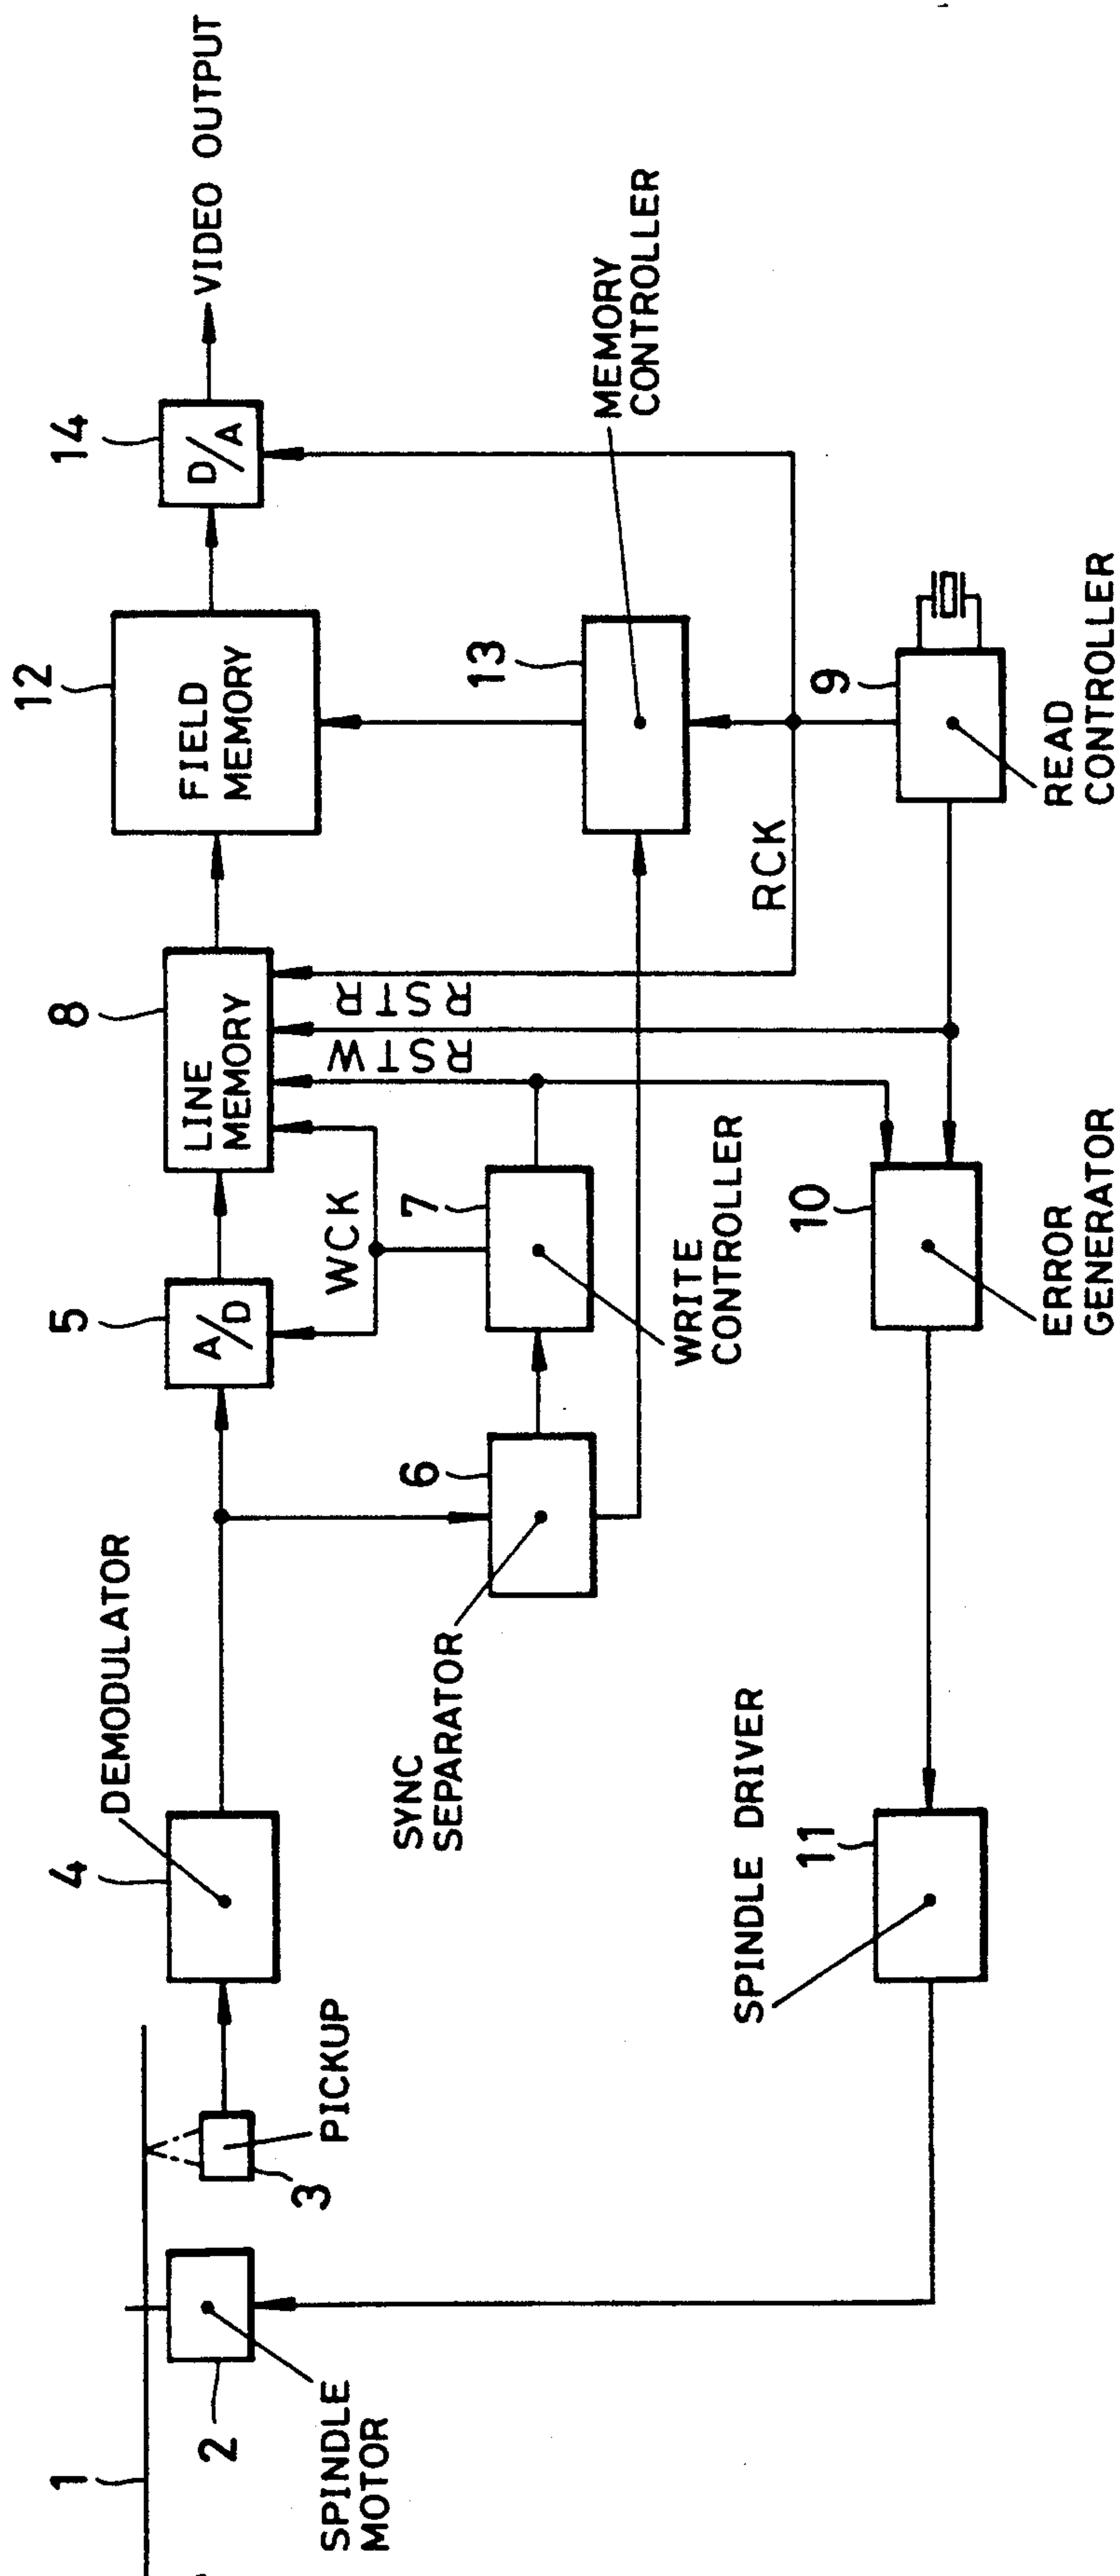 1
2
SPINDLE
MOTOR
3
PICKUP
4
DEMODULATOR
5
A/D
SYNC
SEPARATOR
6
WCK
7
WRITE
CONTROLLER
8
LINE
MEMORY
RSTW
RSTR
RCK
12
FIELD
MEMORY
13
MEMORY
CONTROLLER
14
D/A
VIDEO OUTPUT
9
READ
CONTROLLER
10
ERROR
GENERATOR
SPINDLE DRIVER
11